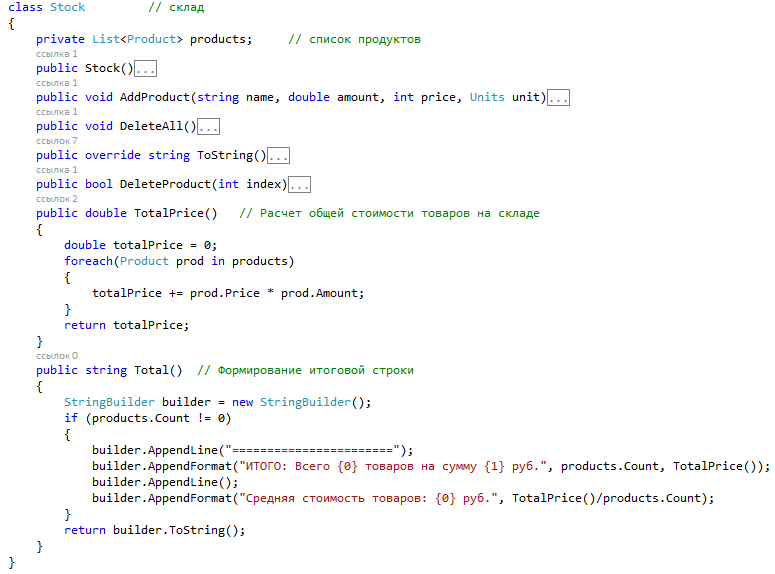 class Stock         // склад
{
    private List<Product> products;     // список продуктов
    ссылка 1
    public Stock()...
    ссылка 1
    public void AddProduct(string name, double amount, int price, Units unit)...
    ссылка 1
    public void DeleteAll()...
    ссылок 7
    public override string ToString()...
    ссылка 1
    public bool DeleteProduct(int index)...
    ссылок 2
    public double TotalPrice()   // Расчет общей стоимости товаров на складе
    {
        double totalPrice = 0;
        foreach(Product prod in products)
        {
            totalPrice += prod.Price * prod.Amount;
        }
        return totalPrice;
    }
    ссылок 0
    public string Total()  // Формирование итоговой строки
    {
        StringBuilder builder = new StringBuilder();
        if (products.Count != 0)
        {
            builder.AppendLine("=======================");
            builder.AppendFormat("ИТОГО: Всего {0} товаров на сумму {1} руб.", products.Count, TotalPrice());
            builder.AppendLine();
            builder.AppendFormat("Средняя стоимость товаров: {0} руб.", TotalPrice()/products.Count);
        }
        return builder.ToString();
    }
}